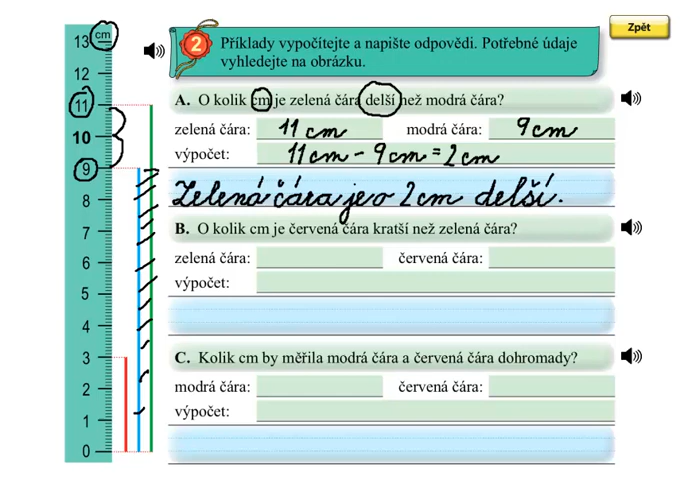 Zpět
cm
13
12
11
10
9
8
7
6
5
4
3
2
1
0
2 Příklady vypočítejte a napište odpovědi. Potřebné údaje
vyhledejte na obrázku.
A. O kolik cm je zelená čára delší než modrá čára?
zelená čára: 11 cm modrá čára: 9 cm
výpočet: 11 cm - 9 cm = 2 cm
Zelená čára je o 2 cm delší.
B. O kolik cm je červená čára kratší než zelená čára?
zelená čára: červená čára:
výpočet:
C. Kolik cm by měřila modrá čára a červená čára dohromady?
modrá čára: červená čára:
výpočet: